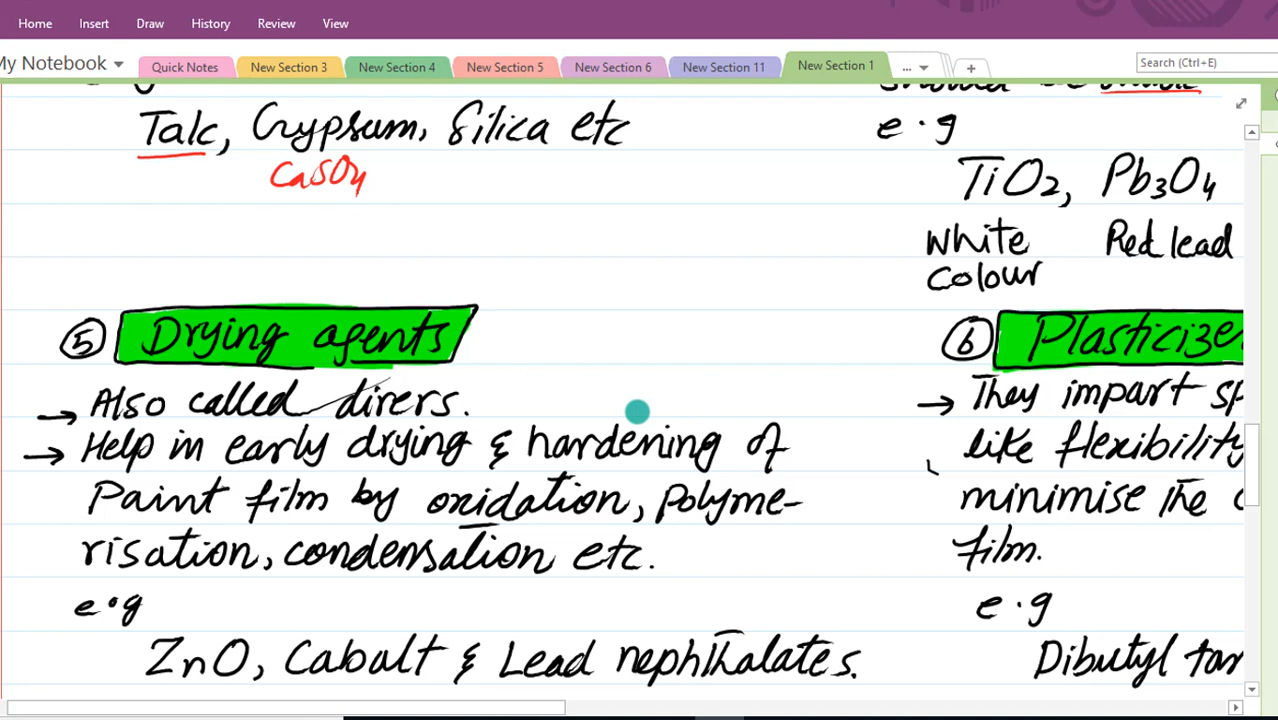 Home Insert Draw History Review View
My Notebook Quick Notes New Section 3 New Section 4 New Section 5 New Section 6 New Section 11 New Section 1 ... + Search (Ctrl+E)
Talc, Gypsum, Silica etc
CaSO4
e.g
TiO2, Pb3O4
White Red lead
Colour
5 Drying agents
→ Also called dirers.
→ Help in early drying & hardening of
Paint film by oxidation, polyme-
risation, condensation etc.
e.g
ZnO, Cabalt & Lead nephthalates.
6 Plasticize
→ They impart sp
like flexibility
minimise the c
film.
e.g
Dibutyl tar